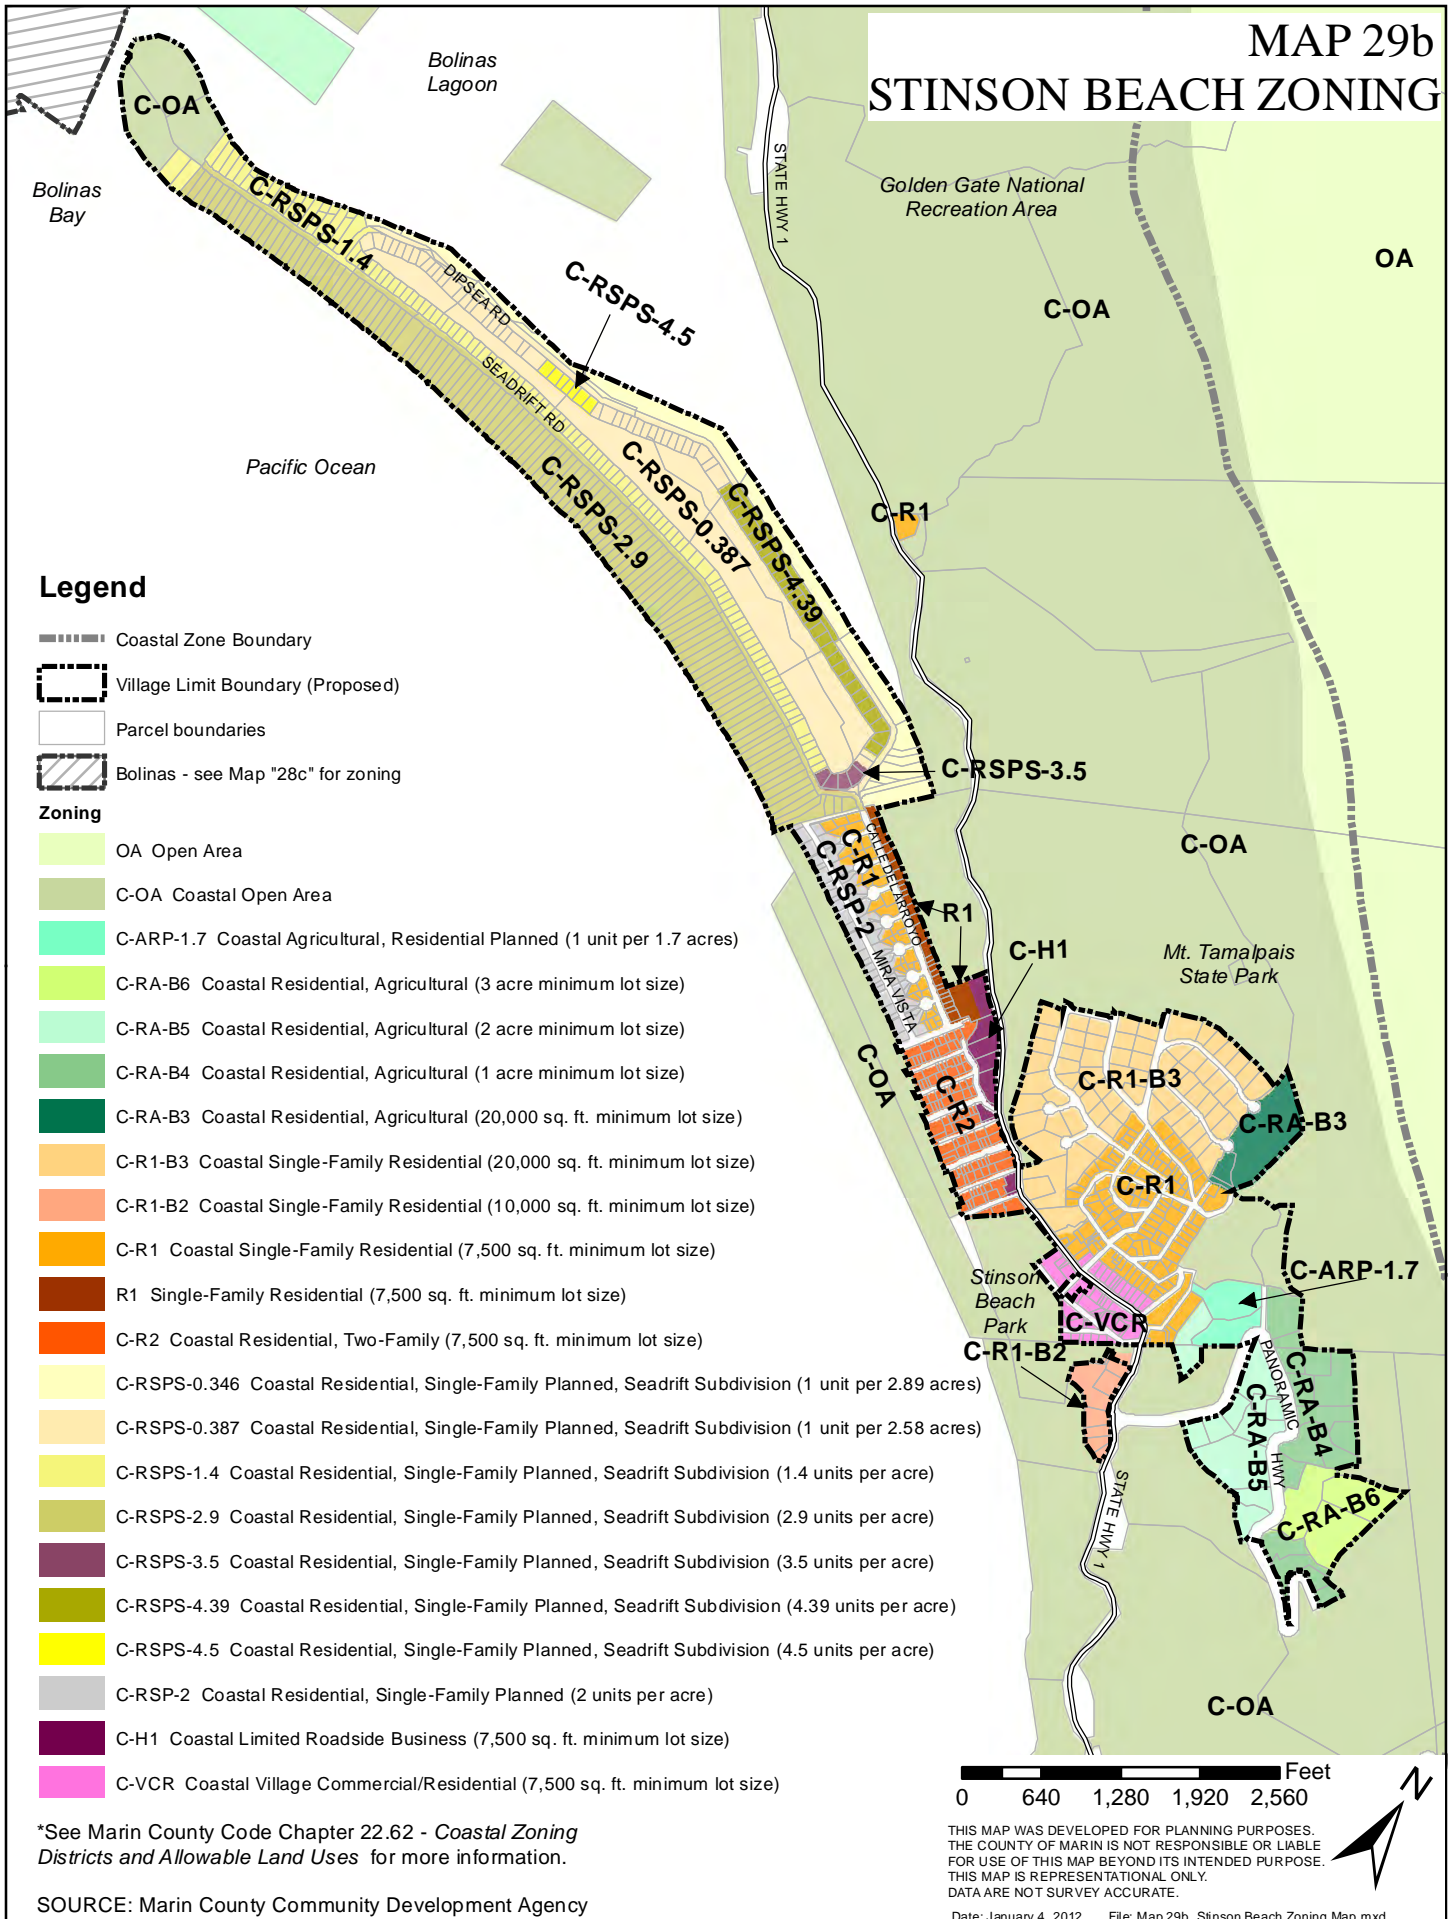 MAP 29b
STINSON BEACH ZONING
Bolinas
Lagoon
C-OA
Bolinas
Bay
STATE HWY 1
Golden Gate National
Recreation Area
OA
C-RSPS-1.4
DIPSEA RD
C-RSPS-4.5
C-OA
SEADRIFT RD
Pacific Ocean
C-RSPS-2.9
C-RSPS-0.387
C-RSPS-4.39
C-R1
C-RSPS-3.5
C-R1
CALLE DEL ARROYO
C-RSP-2
MIRA VISTA
R1
C-H1
C-OA
Mt. Tamalpais
State Park
C-OA
C-R2
C-R1-B3
C-RA-B3
C-R1
C-ARP-1.7
Stinson
Beach
Park
C-VCR
C-R1-B2
PANORAMIC
HWY
C-RA-B4
C-RA-B5
C-RA-B6
STATE HWY 1
C-OA
Legend
Coastal Zone Boundary
Village Limit Boundary (Proposed)
Parcel boundaries
Bolinas - see Map "28c" for zoning
Zoning
OA Open Area
C-OA Coastal Open Area
C-ARP-1.7 Coastal Agricultural, Residential Planned (1 unit per 1.7 acres)
C-RA-B6 Coastal Residential, Agricultural (3 acre minimum lot size)
C-RA-B5 Coastal Residential, Agricultural (2 acre minimum lot size)
C-RA-B4 Coastal Residential, Agricultural (1 acre minimum lot size)
C-RA-B3 Coastal Residential, Agricultural (20,000 sq. ft. minimum lot size)
C-R1-B3 Coastal Single-Family Residential (20,000 sq. ft. minimum lot size)
C-R1-B2 Coastal Single-Family Residential (10,000 sq. ft. minimum lot size)
C-R1 Coastal Single-Family Residential (7,500 sq. ft. minimum lot size)
R1 Single-Family Residential (7,500 sq. ft. minimum lot size)
C-R2 Coastal Residential, Two-Family (7,500 sq. ft. minimum lot size)
C-RSPS-0.346 Coastal Residential, Single-Family Planned, Seadrift Subdivision (1 unit per 2.89 acres)
C-RSPS-0.387 Coastal Residential, Single-Family Planned, Seadrift Subdivision (1 unit per 2.58 acres)
C-RSPS-1.4 Coastal Residential, Single-Family Planned, Seadrift Subdivision (1.4 units per acre)
C-RSPS-2.9 Coastal Residential, Single-Family Planned, Seadrift Subdivision (2.9 units per acre)
C-RSPS-3.5 Coastal Residential, Single-Family Planned, Seadrift Subdivision (3.5 units per acre)
C-RSPS-4.39 Coastal Residential, Single-Family Planned, Seadrift Subdivision (4.39 units per acre)
C-RSPS-4.5 Coastal Residential, Single-Family Planned, Seadrift Subdivision (4.5 units per acre)
C-RSP-2 Coastal Residential, Single-Family Planned (2 units per acre)
C-H1 Coastal Limited Roadside Business (7,500 sq. ft. minimum lot size)
C-VCR Coastal Village Commercial/Residential (7,500 sq. ft. minimum lot size)
*See Marin County Code Chapter 22.62 - Coastal Zoning
Districts and Allowable Land Uses for more information.
SOURCE: Marin County Community Development Agency
Feet
0 640 1,280 1,920 2,560
N
THIS MAP WAS DEVELOPED FOR PLANNING PURPOSES.
THE COUNTY OF MARIN IS NOT RESPONSIBLE OR LIABLE
FOR USE OF THIS MAP BEYOND ITS INTENDED PURPOSE.
THIS MAP IS REPRESENTATIONAL ONLY.
DATA ARE NOT SURVEY ACCURATE.
Date: January 4, 2012 File: Map 29b_Stinson Beach Zoning Map.mxd